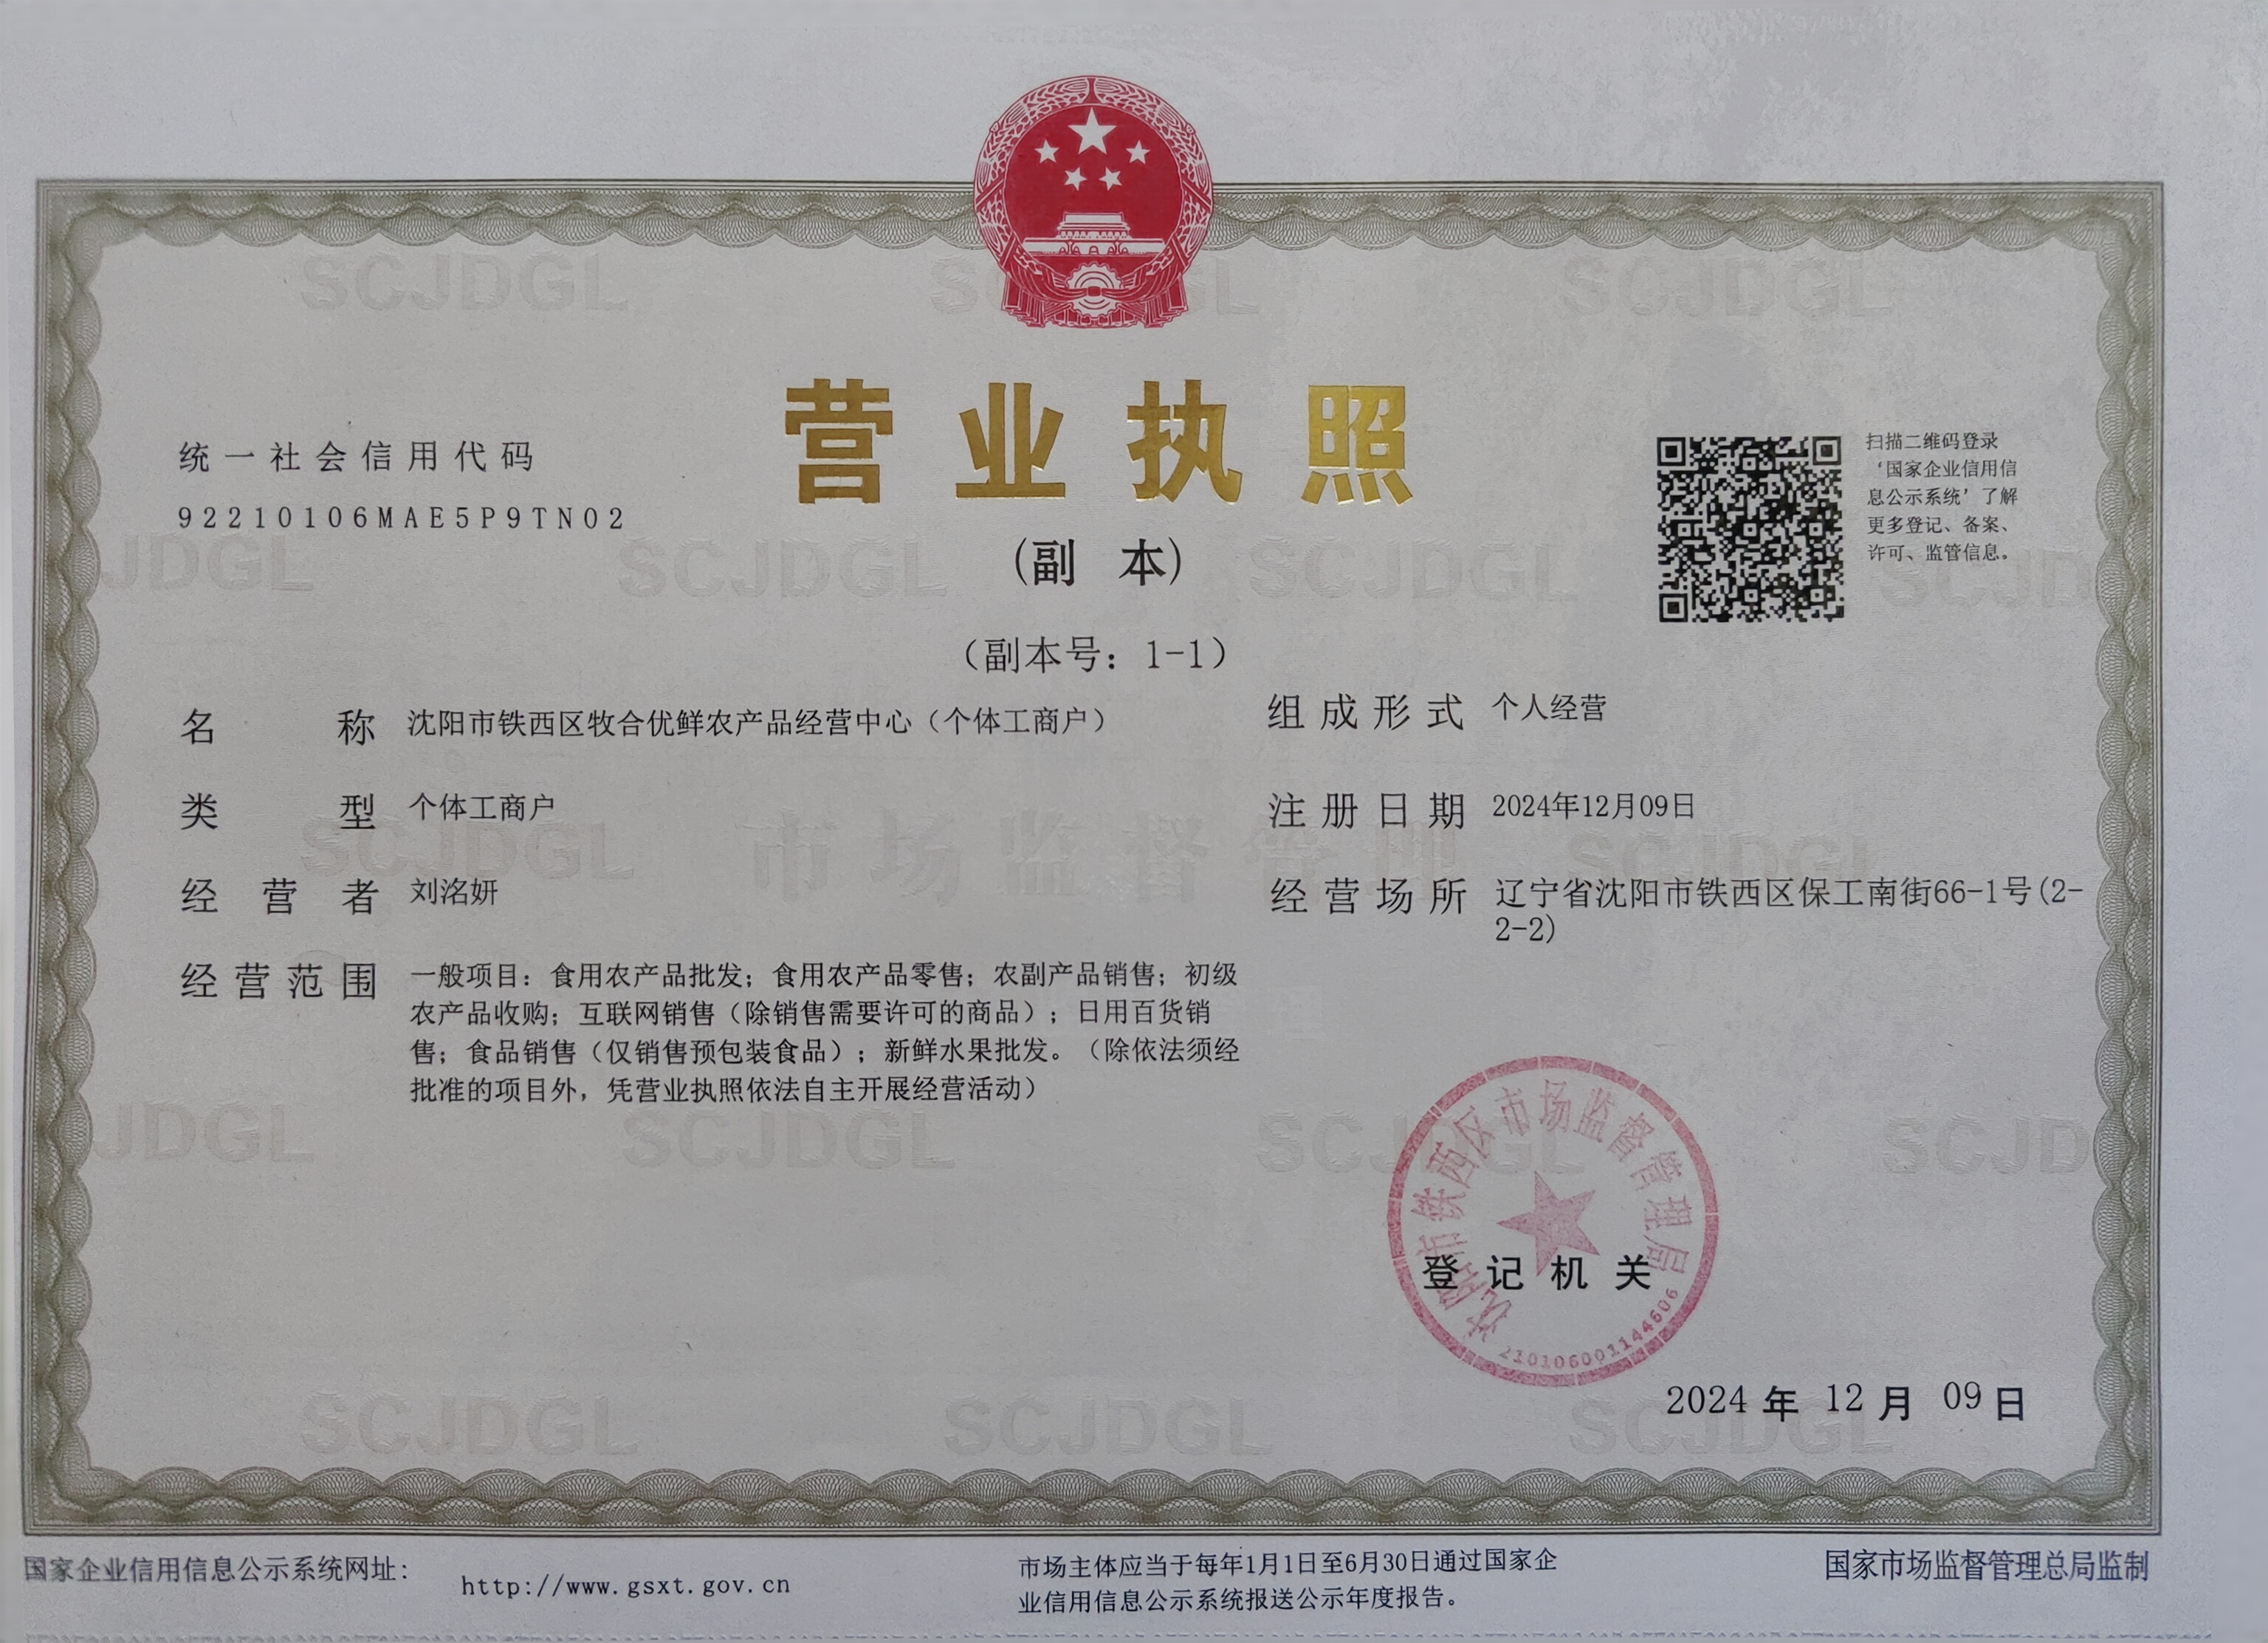 营业执照
(副 本)
（副本号：1-1）
统一社会信用代码
92210106MAE5P9TN02
扫描二维码登录
‘国家企业信用信
息公示系统’了解
更多登记、备案、
许可、监管信息。
名 称 沈阳市铁西区牧合优鲜农产品经营中心（个体工商户）
类 型 个体工商户
经 营 者 刘洺妍
经营范围 一般项目：食用农产品批发；食用农产品零售；农副产品销售；初级
农产品收购；互联网销售（除销售需要许可的商品）；日用百货销
售；食品销售（仅销售预包装食品）；新鲜水果批发。（除依法须经
批准的项目外，凭营业执照依法自主开展经营活动）
组成形式 个人经营
注册日期 2024年12月09日
经营场所 辽宁省沈阳市铁西区保工南街66-1号(2-
2-2)
沈阳市铁西区市场监督管理局
登记机关
2101060011446​06
2024 年 12 月 09 日
国家企业信用信息公示系统网址：
http://www.gsxt.gov.cn
市场主体应当于每年1月1日至6月30日通过国家企
业信用信息公示系统报送公示年度报告。
国家市场监督管理总局监制
SCJDGL
市场监督管理